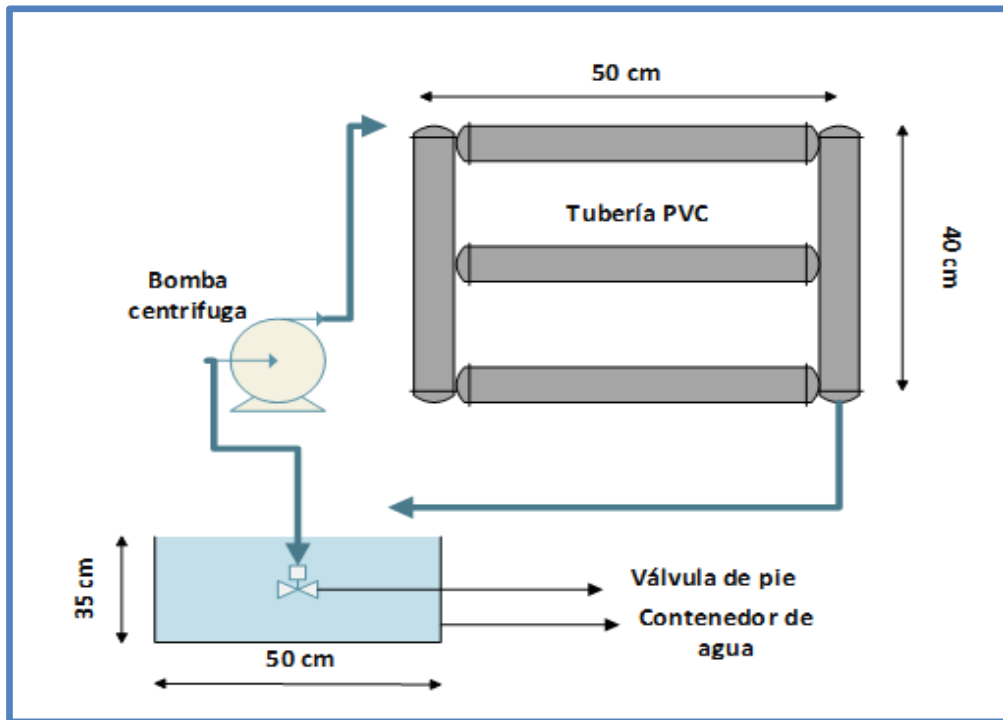 50 cm
Tubería PVC
40 cm
Bomba
centrifuga
35 cm
Válvula de pie
Contenedor de
agua
50 cm